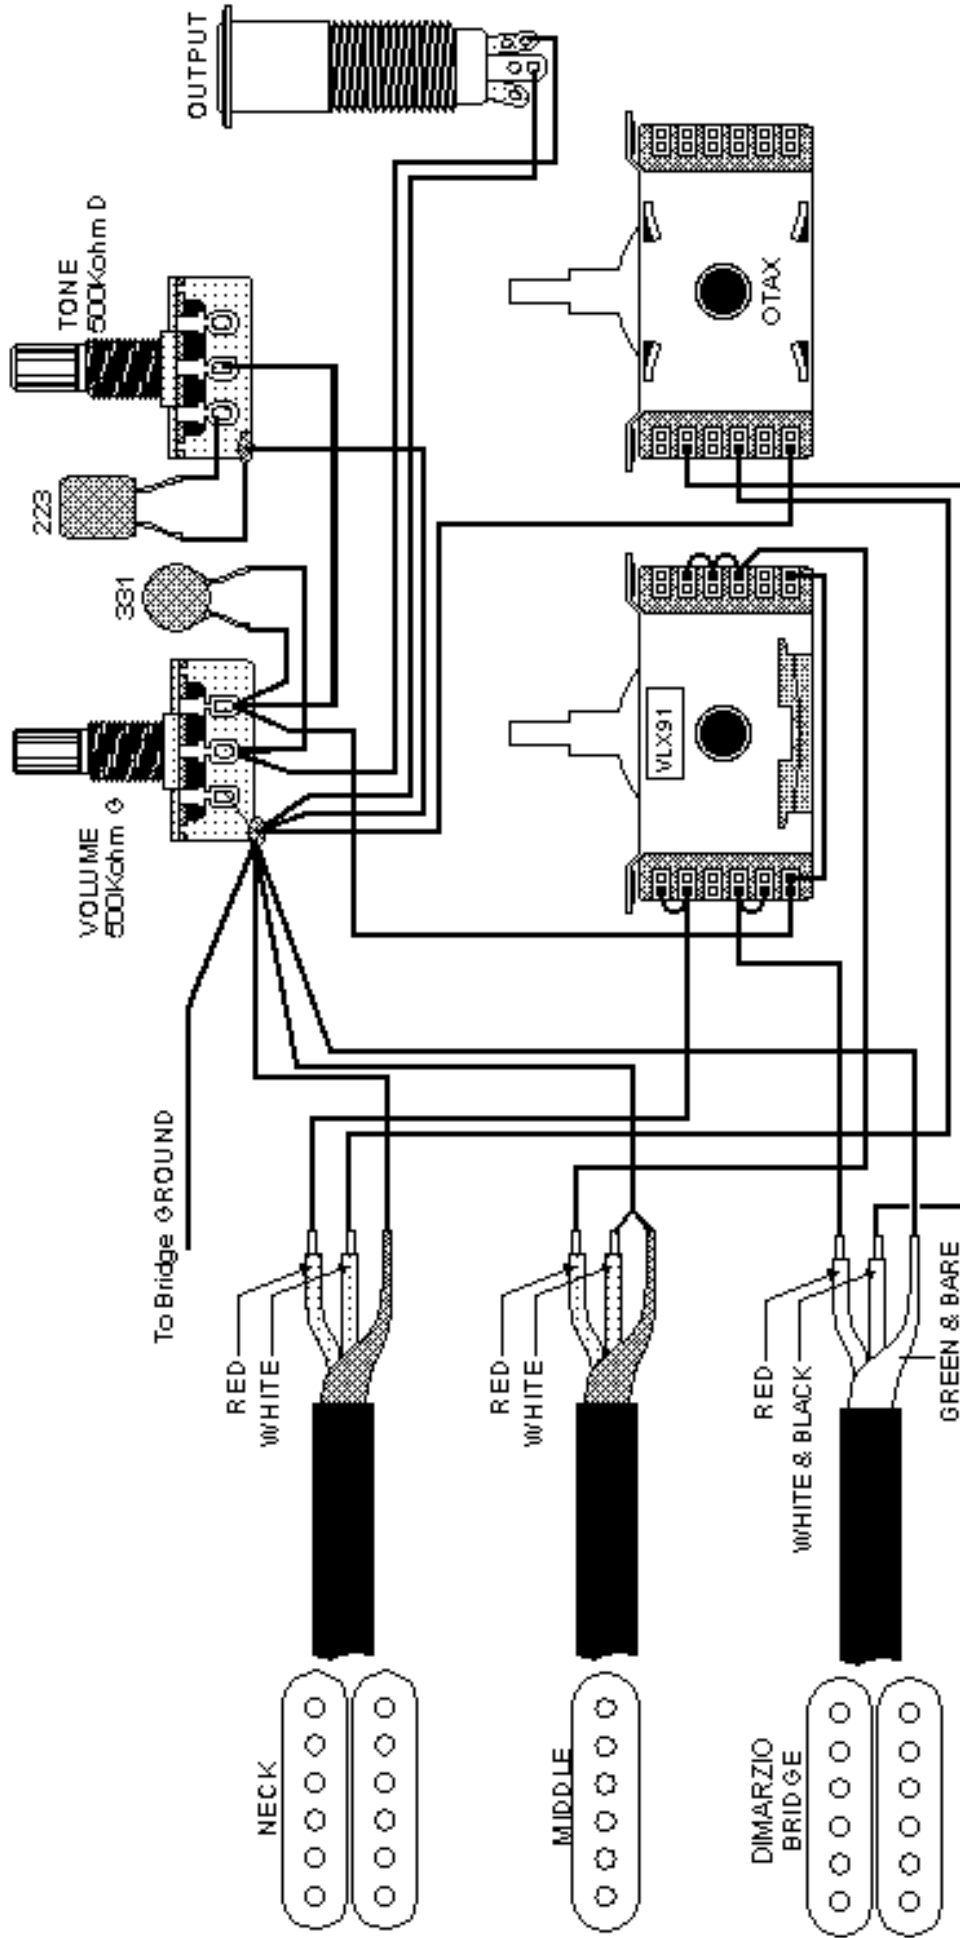 OUTPUT
TONE
500Kohm D
223
331
VOLUME
500Kohm G
VLX91
OTAX
To Bridge GROUND
RED
WHITE
RED
WHITE
RED
WHITE & BLACK
GREEN & BARE
NECK
MIDDLE
DIMARZIO
BRIDGE